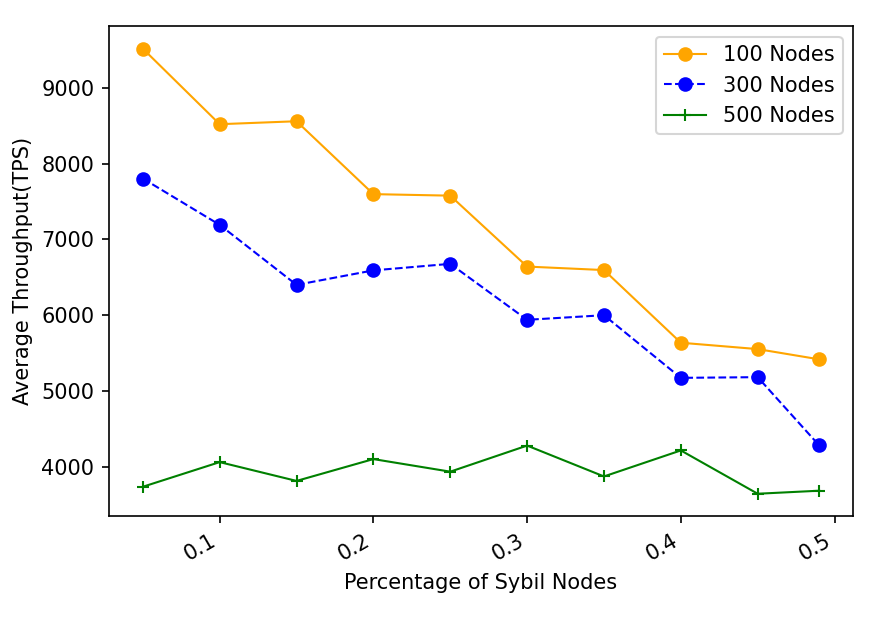 100 Nodes
300 Nodes
500 Nodes
Average Throughput(TPS)
9000
8000
7000
6000
5000
4000
0.1
0.2
0.3
0.4
0.5
Percentage of Sybil Nodes